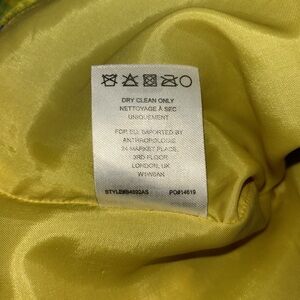 DRY CLEAN ONLY
NETTOYAGE À SEC
UNIQUEMENT
FOR EU, IMPORTED BY
ANTHROPOLOGIE
24 MARKET PLACE,
3RD FLOOR
LONDON, UK
W1W8AN
PO#14619